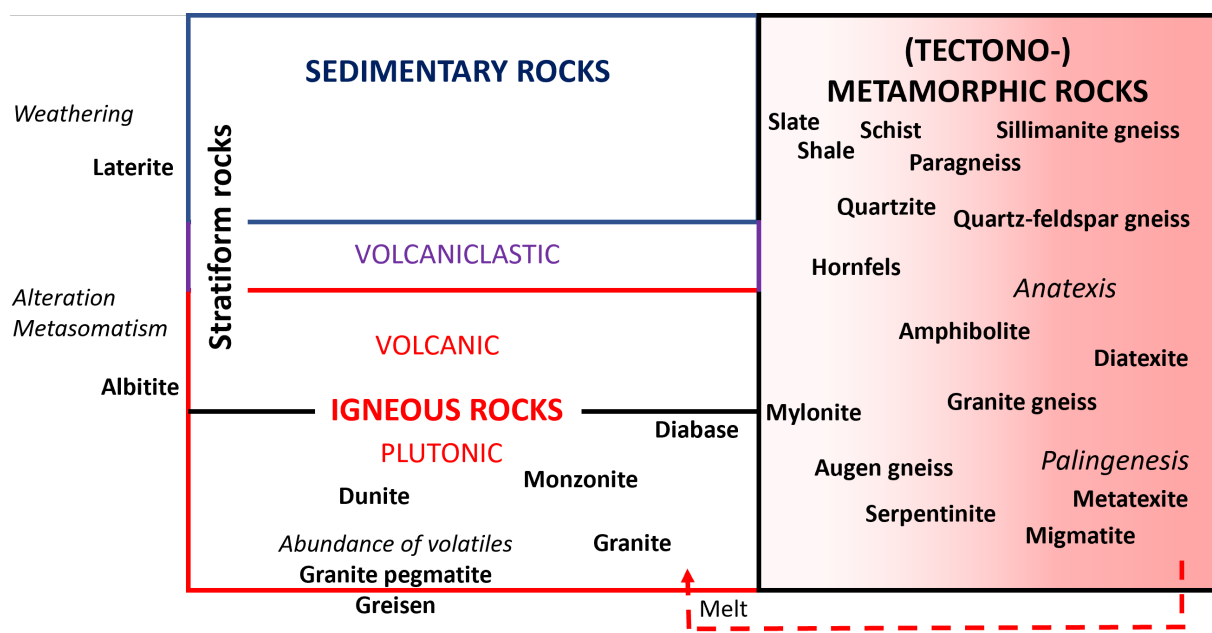 Weathering
Laterite
Alteration
Metasomatism
Albitite
Stratiform rocks
SEDIMENTARY ROCKS
VOLCANICLASTIC
VOLCANIC
IGNEOUS ROCKS
PLUTONIC
Diabase
Monzonite
Dunite
Abundance of volatiles
Granite
Granite pegmatite
Greisen
Melt
(TECTONO-)
METAMORPHIC ROCKS
Slate
Schist
Sillimanite gneiss
Shale
Paragneiss
Quartzite
Quartz-feldspar gneiss
Hornfels
Anatexis
Amphibolite
Diatexite
Granite gneiss
Mylonite
Augen gneiss
Palingenesis
Metatexite
Serpentinite
Migmatite